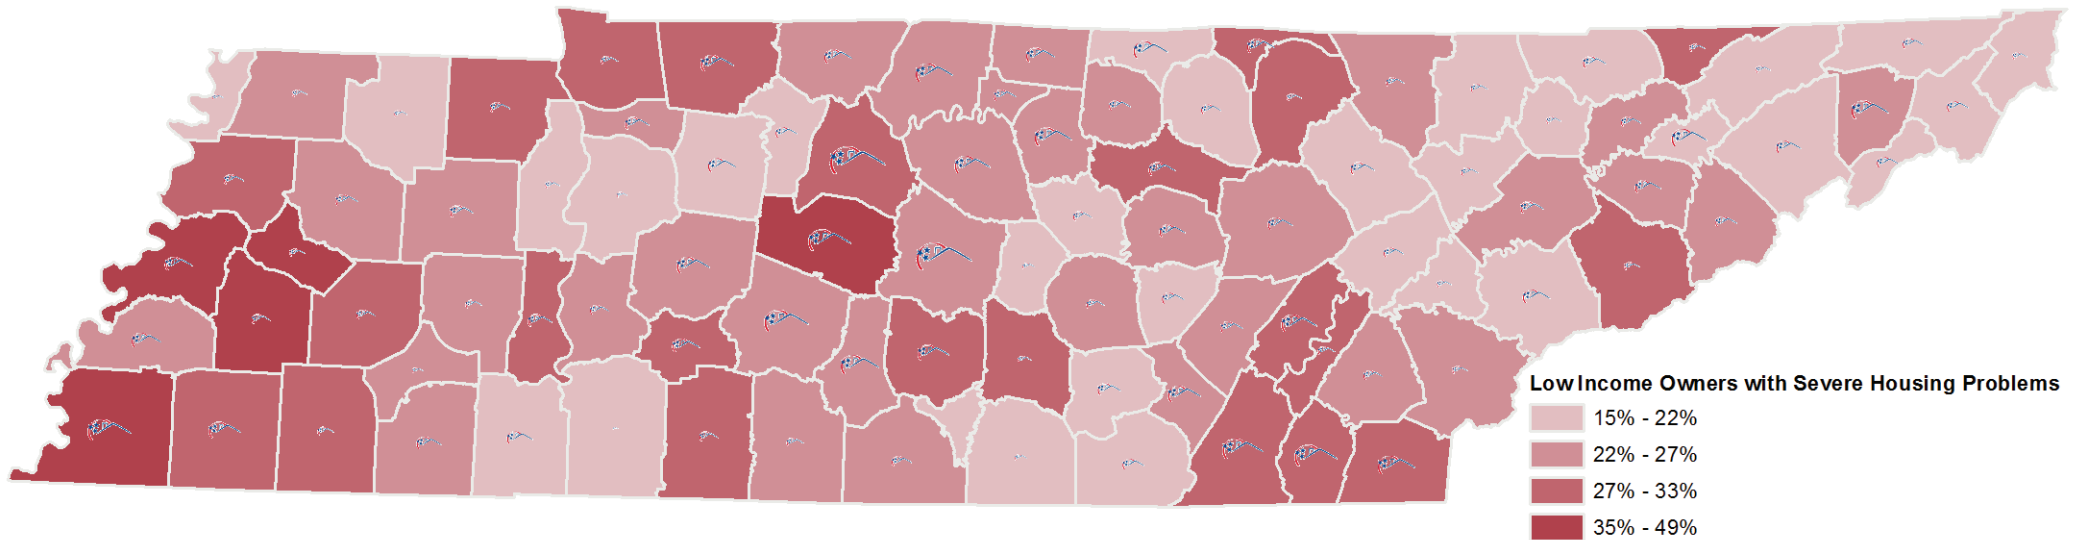 Low Income Owners with Severe Housing Problems
15% - 22%
22% - 27%
27% - 33%
35% - 49%